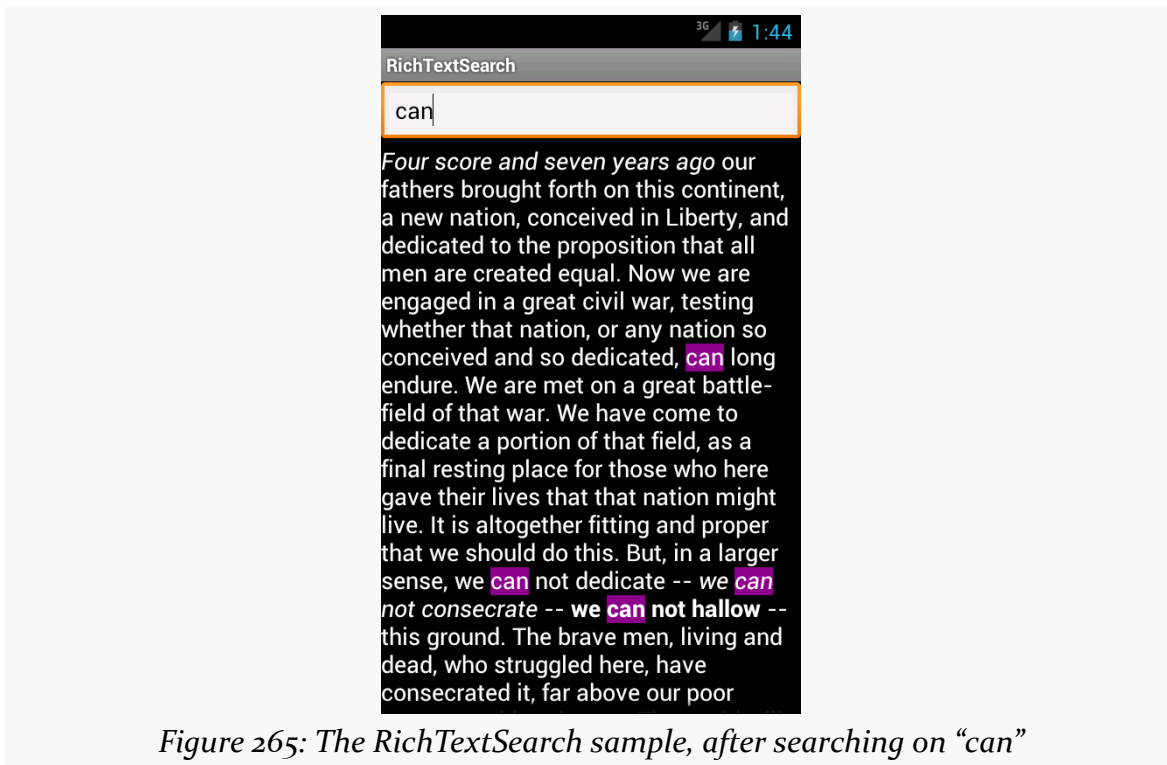 3G 1:44
RichTextSearch
can
Four score and seven years ago our
fathers brought forth on this continent,
a new nation, conceived in Liberty, and
dedicated to the proposition that all
men are created equal. Now we are
engaged in a great civil war, testing
whether that nation, or any nation so
conceived and so dedicated, can long
endure. We are met on a great battle-
field of that war. We have come to
dedicate a portion of that field, as a
final resting place for those who here
gave their lives that that nation might
live. It is altogether fitting and proper
that we should do this. But, in a larger
sense, we can not dedicate -- we can
not consecrate -- we can not hallow --
this ground. The brave men, living and
dead, who struggled here, have
consecrated it, far above our poor
Figure 265: The RichTextSearch sample, after searching on “can”